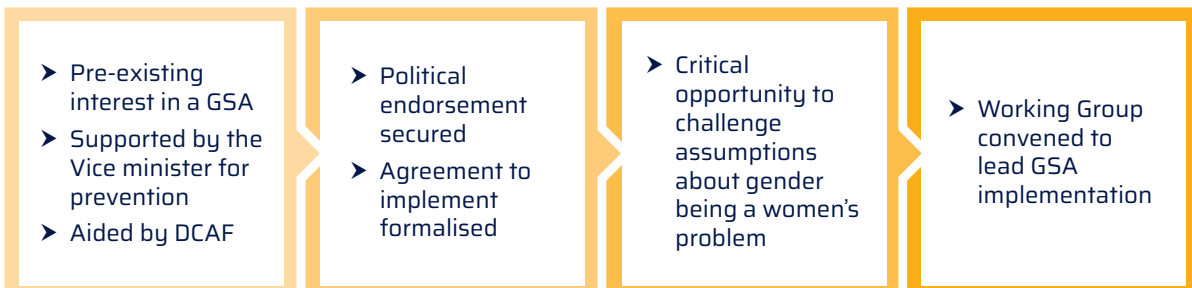 ➤ Pre-existing
interest in a GSA
➤ Supported by the
Vice minister for
prevention
➤ Aided by DCAF
➤ Political
endorsement
secured
➤ Agreement to
implement
formalised
➤ Critical
opportunity to
challenge
assumptions
about gender
being a women’s
problem
➤ Working Group
convened to
lead GSA
implementation